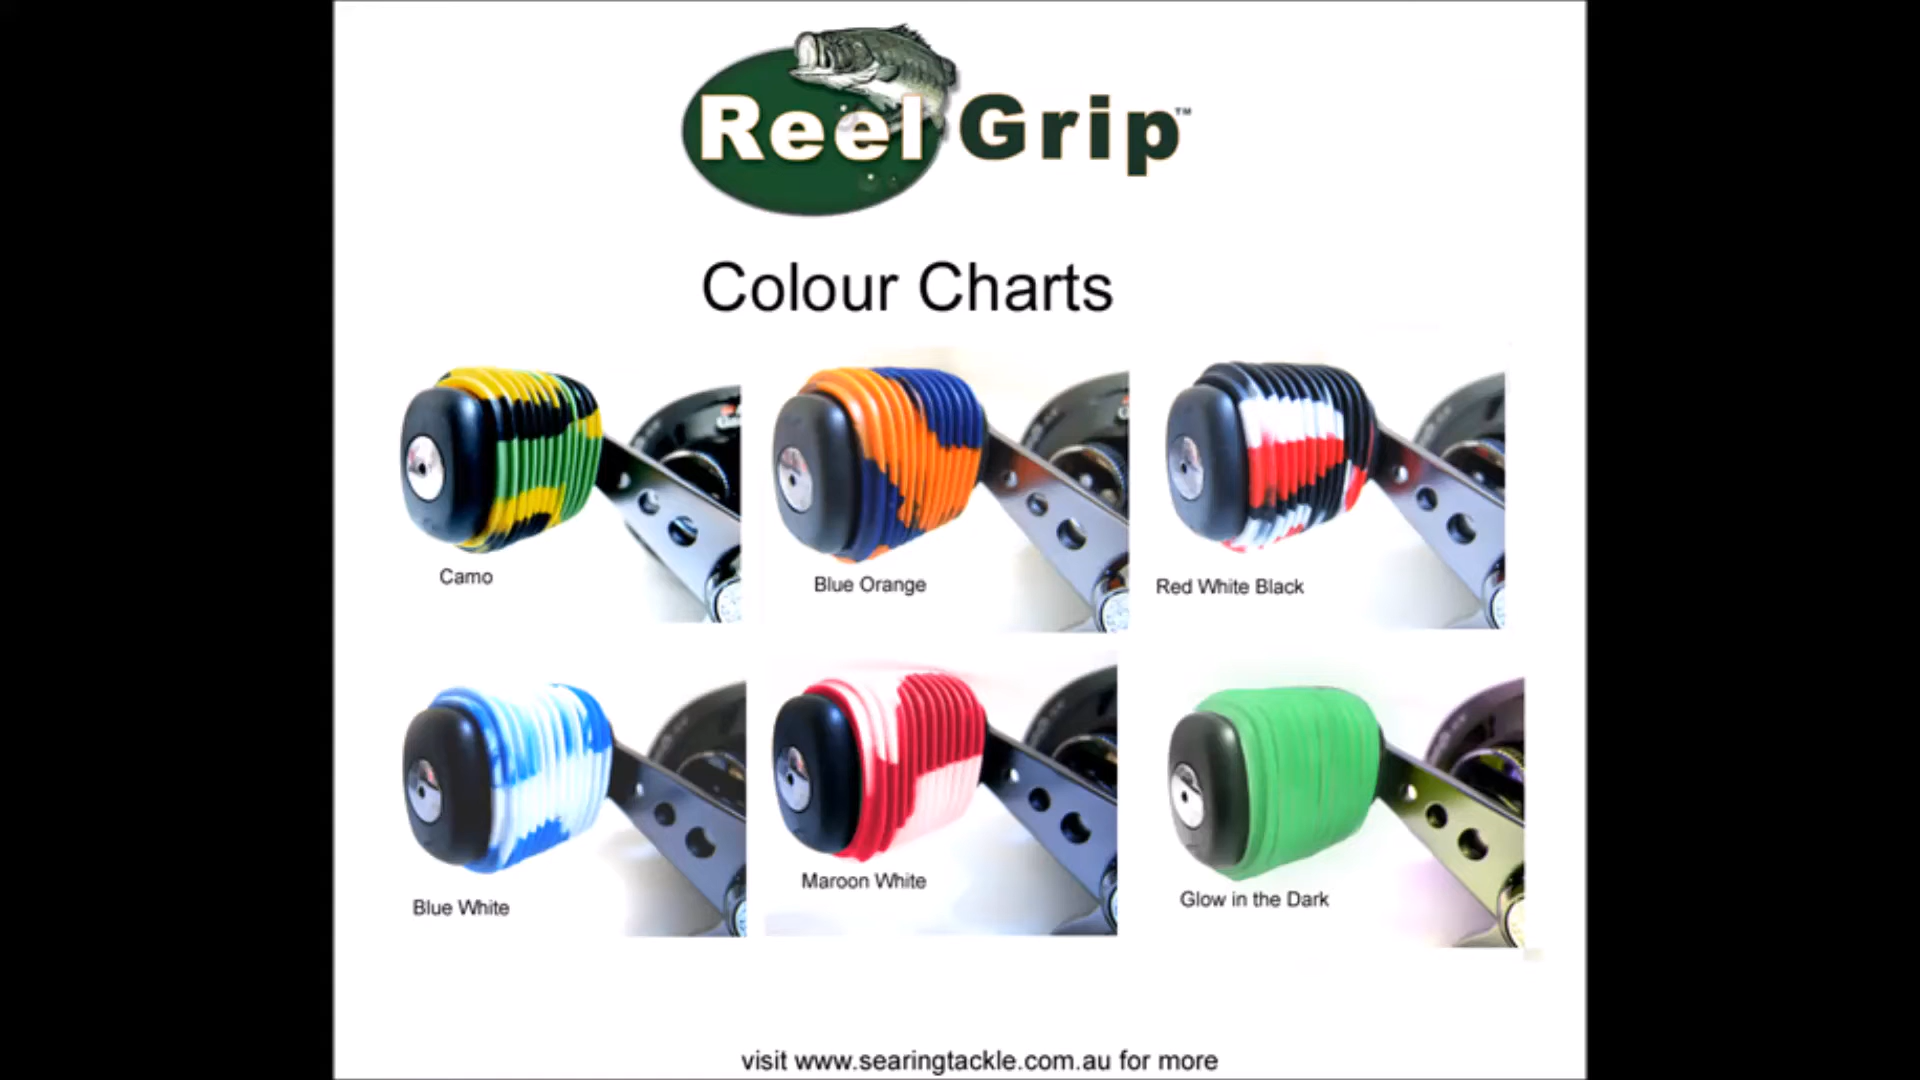 Reel Grip™
Colour Charts
Camo
Blue Orange
Red White Black
Blue White
Maroon White
Glow in the Dark
visit www.searingtackle.com.au for more